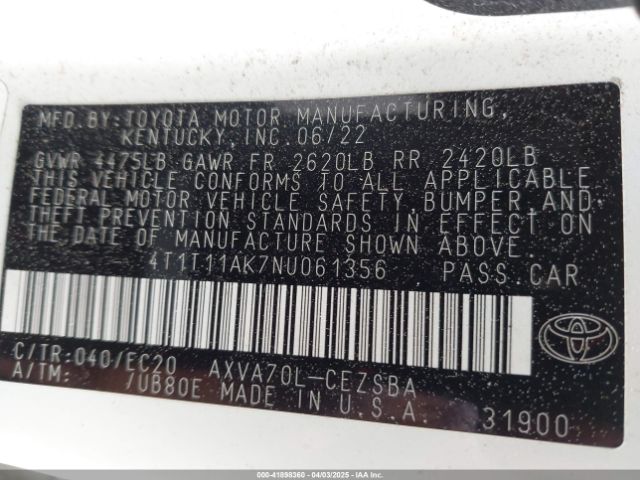 MFD.BY:TOYOTA MOTOR MANUFACTURING,
KENTUCKY,INC.06/22
GVWR 4475LB GAWR FR 2620LB RR 2420LB
THIS VEHICLE CONFORMS TO ALL APPLICABLE
FEDERAL MOTOR VEHICLE SAFETY, BUMPER, AND
THEFT PREVENTION STANDARDS IN EFFECT ON
THE DATE OF MANUFACTURE SHOWN ABOVE.
4T1T11AK7NU061356 PASS.CAR
C/TR:040/EC20 AXVA70L-CEZSBA
A/TM: /UB80E MADE IN U.S.A.
31900
000-41898360 - 04/03/2025 - IAAI.COM